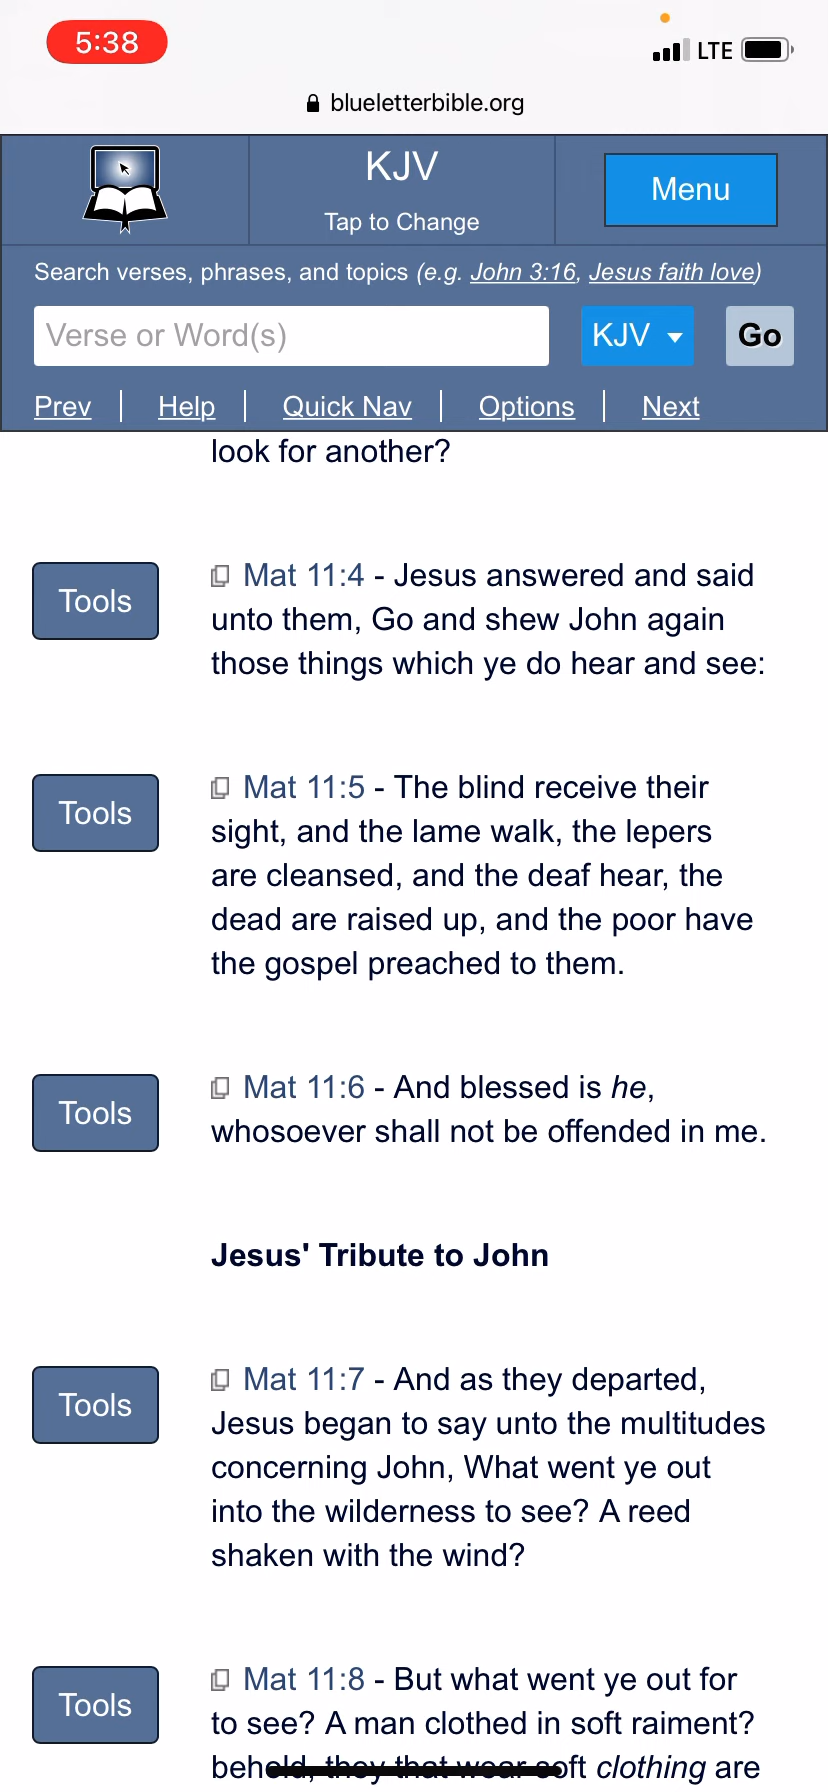 5:38
LTE
blueletterbible.org
KJV
Tap to Change
Menu
Search verses, phrases, and topics (e.g. John 3:16, Jesus faith love)
Verse or Word(s)
KJV
Go
Prev | Help | Quick Nav | Options | Next
look for another?
Tools
Mat 11:4 - Jesus answered and said
unto them, Go and shew John again
those things which ye do hear and see:
Tools
Mat 11:5 - The blind receive their
sight, and the lame walk, the lepers
are cleansed, and the deaf hear, the
dead are raised up, and the poor have
the gospel preached to them.
Tools
Mat 11:6 - And blessed is he,
whosoever shall not be offended in me.
Jesus' Tribute to John
Tools
Mat 11:7 - And as they departed,
Jesus began to say unto the multitudes
concerning John, What went ye out
into the wilderness to see? A reed
shaken with the wind?
Tools
Mat 11:8 - But what went ye out for
to see? A man clothed in soft raiment?
behold, they that wear soft clothing are